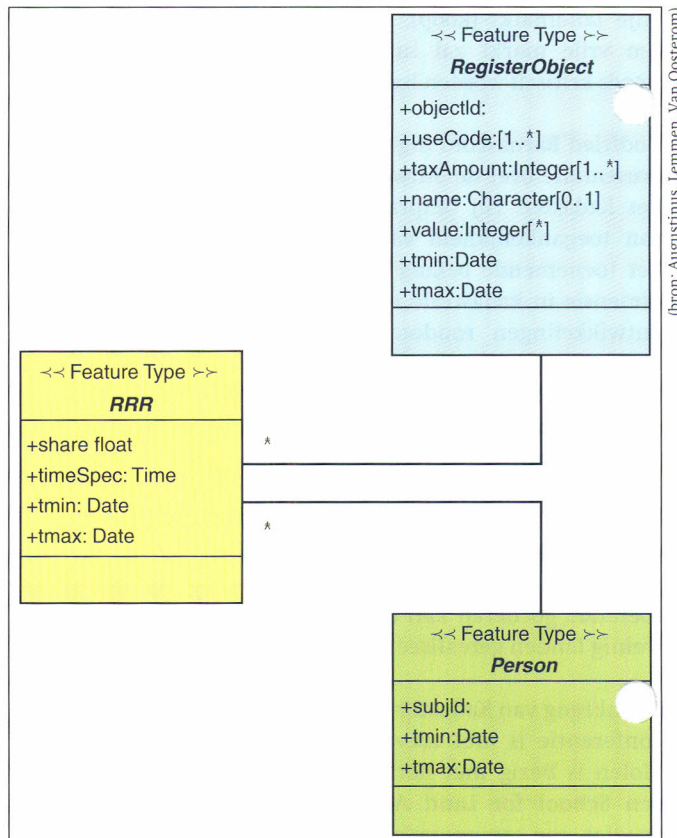 ≺≺ Feature Type ≻≻
RegisterObject
+objectId:
+useCode:[1..*]
+taxAmount:Integer[1..*]
+name:Character[0..1]
+value:Integer[*]
+tmin:Date
+tmax:Date
(bron: Augustinus, Lemmen, Van Oosterom)
≺≺ Feature Type ≻≻
RRR
+share float
+timeSpec: Time
+tmin: Date
+tmax: Date
*
*
≺≺ Feature Type ≻≻
Person
+subjId:
+tmin:Date
+tmax:Date